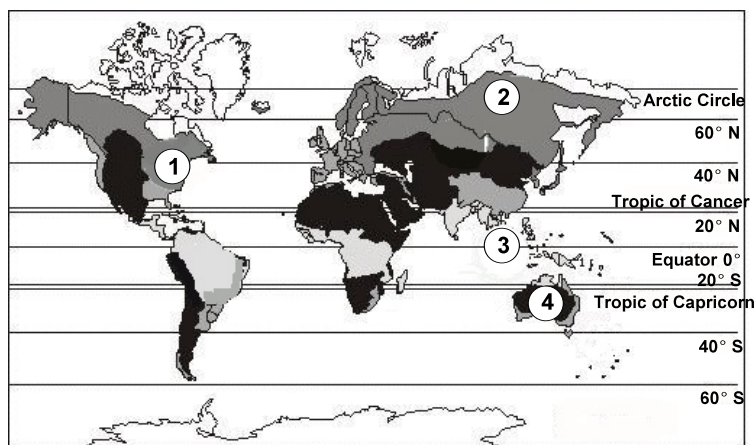 Arctic Circle
2
60° N
1
40° N
Tropic of Cancer
20° N
3
Equator 0°
20° S
4
Tropic of Capricorn
40° S
60° S